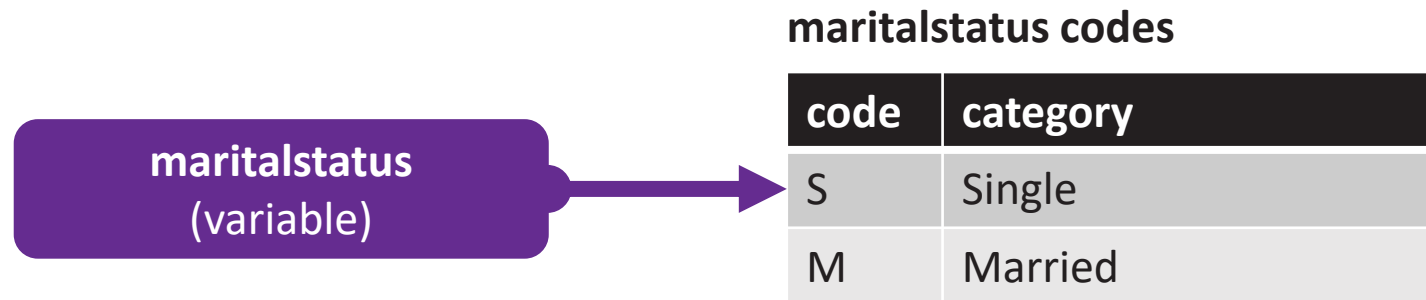 maritalstatus codes
maritalstatus
(variable)
code category
S Single
M Married